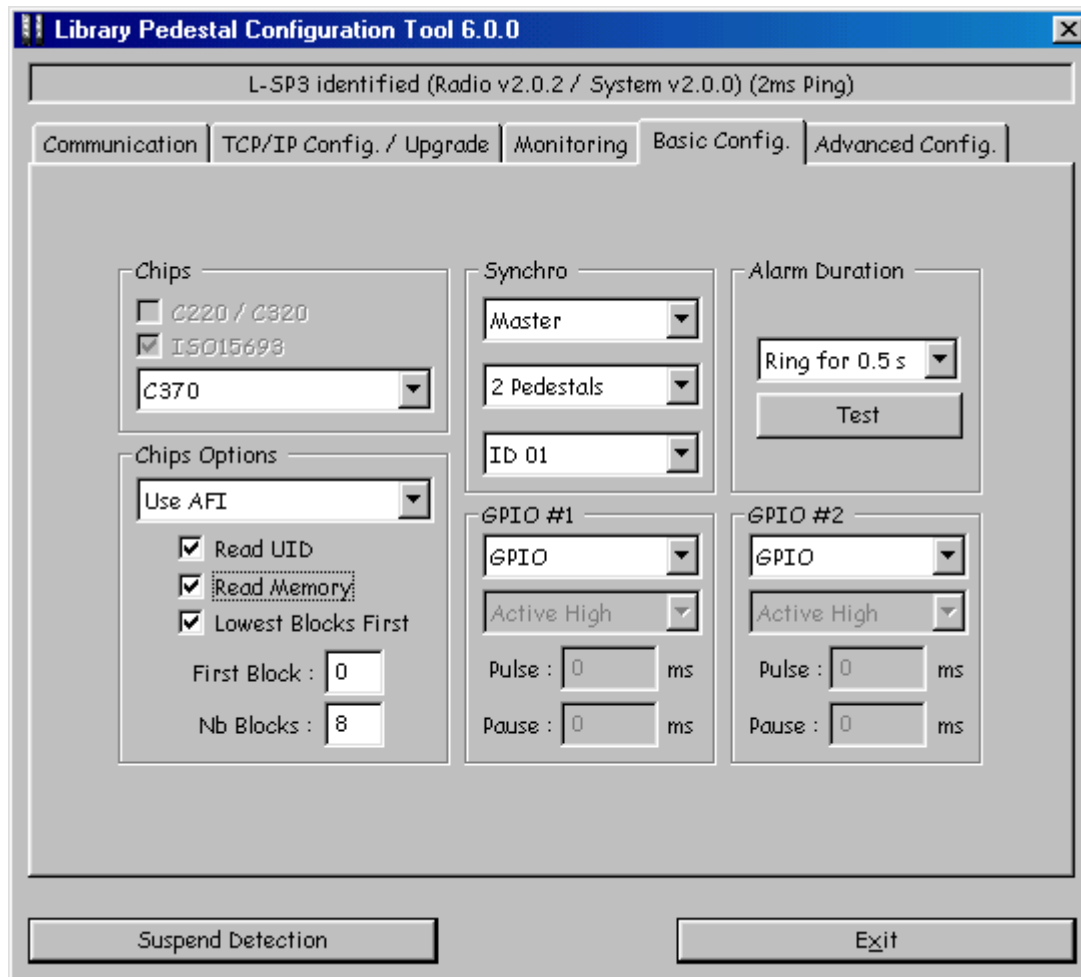 Library Pedestal Configuration Tool 6.0.0
L-SP3 identified (Radio v2.0.2 / System v2.0.0) (2ms Ping)
Communication
TCP/IP Config. / Upgrade
Monitoring
Basic Config.
Advanced Config.
Chips
C220 / C320
ISO15693
C370
Chips Options
Use AFI
Read UID
Read Memory
Lowest Blocks First
First Block : 0
Nb Blocks : 8
Synchro
Master
2 Pedestals
ID 01
Alarm Duration
Ring for 0.5 s
Test
GPIO #1
GPIO
Active High
Pulse : 0 ms
Pause : 0 ms
GPIO #2
GPIO
Active High
Pulse : 0 ms
Pause : 0 ms
Suspend Detection
Exit